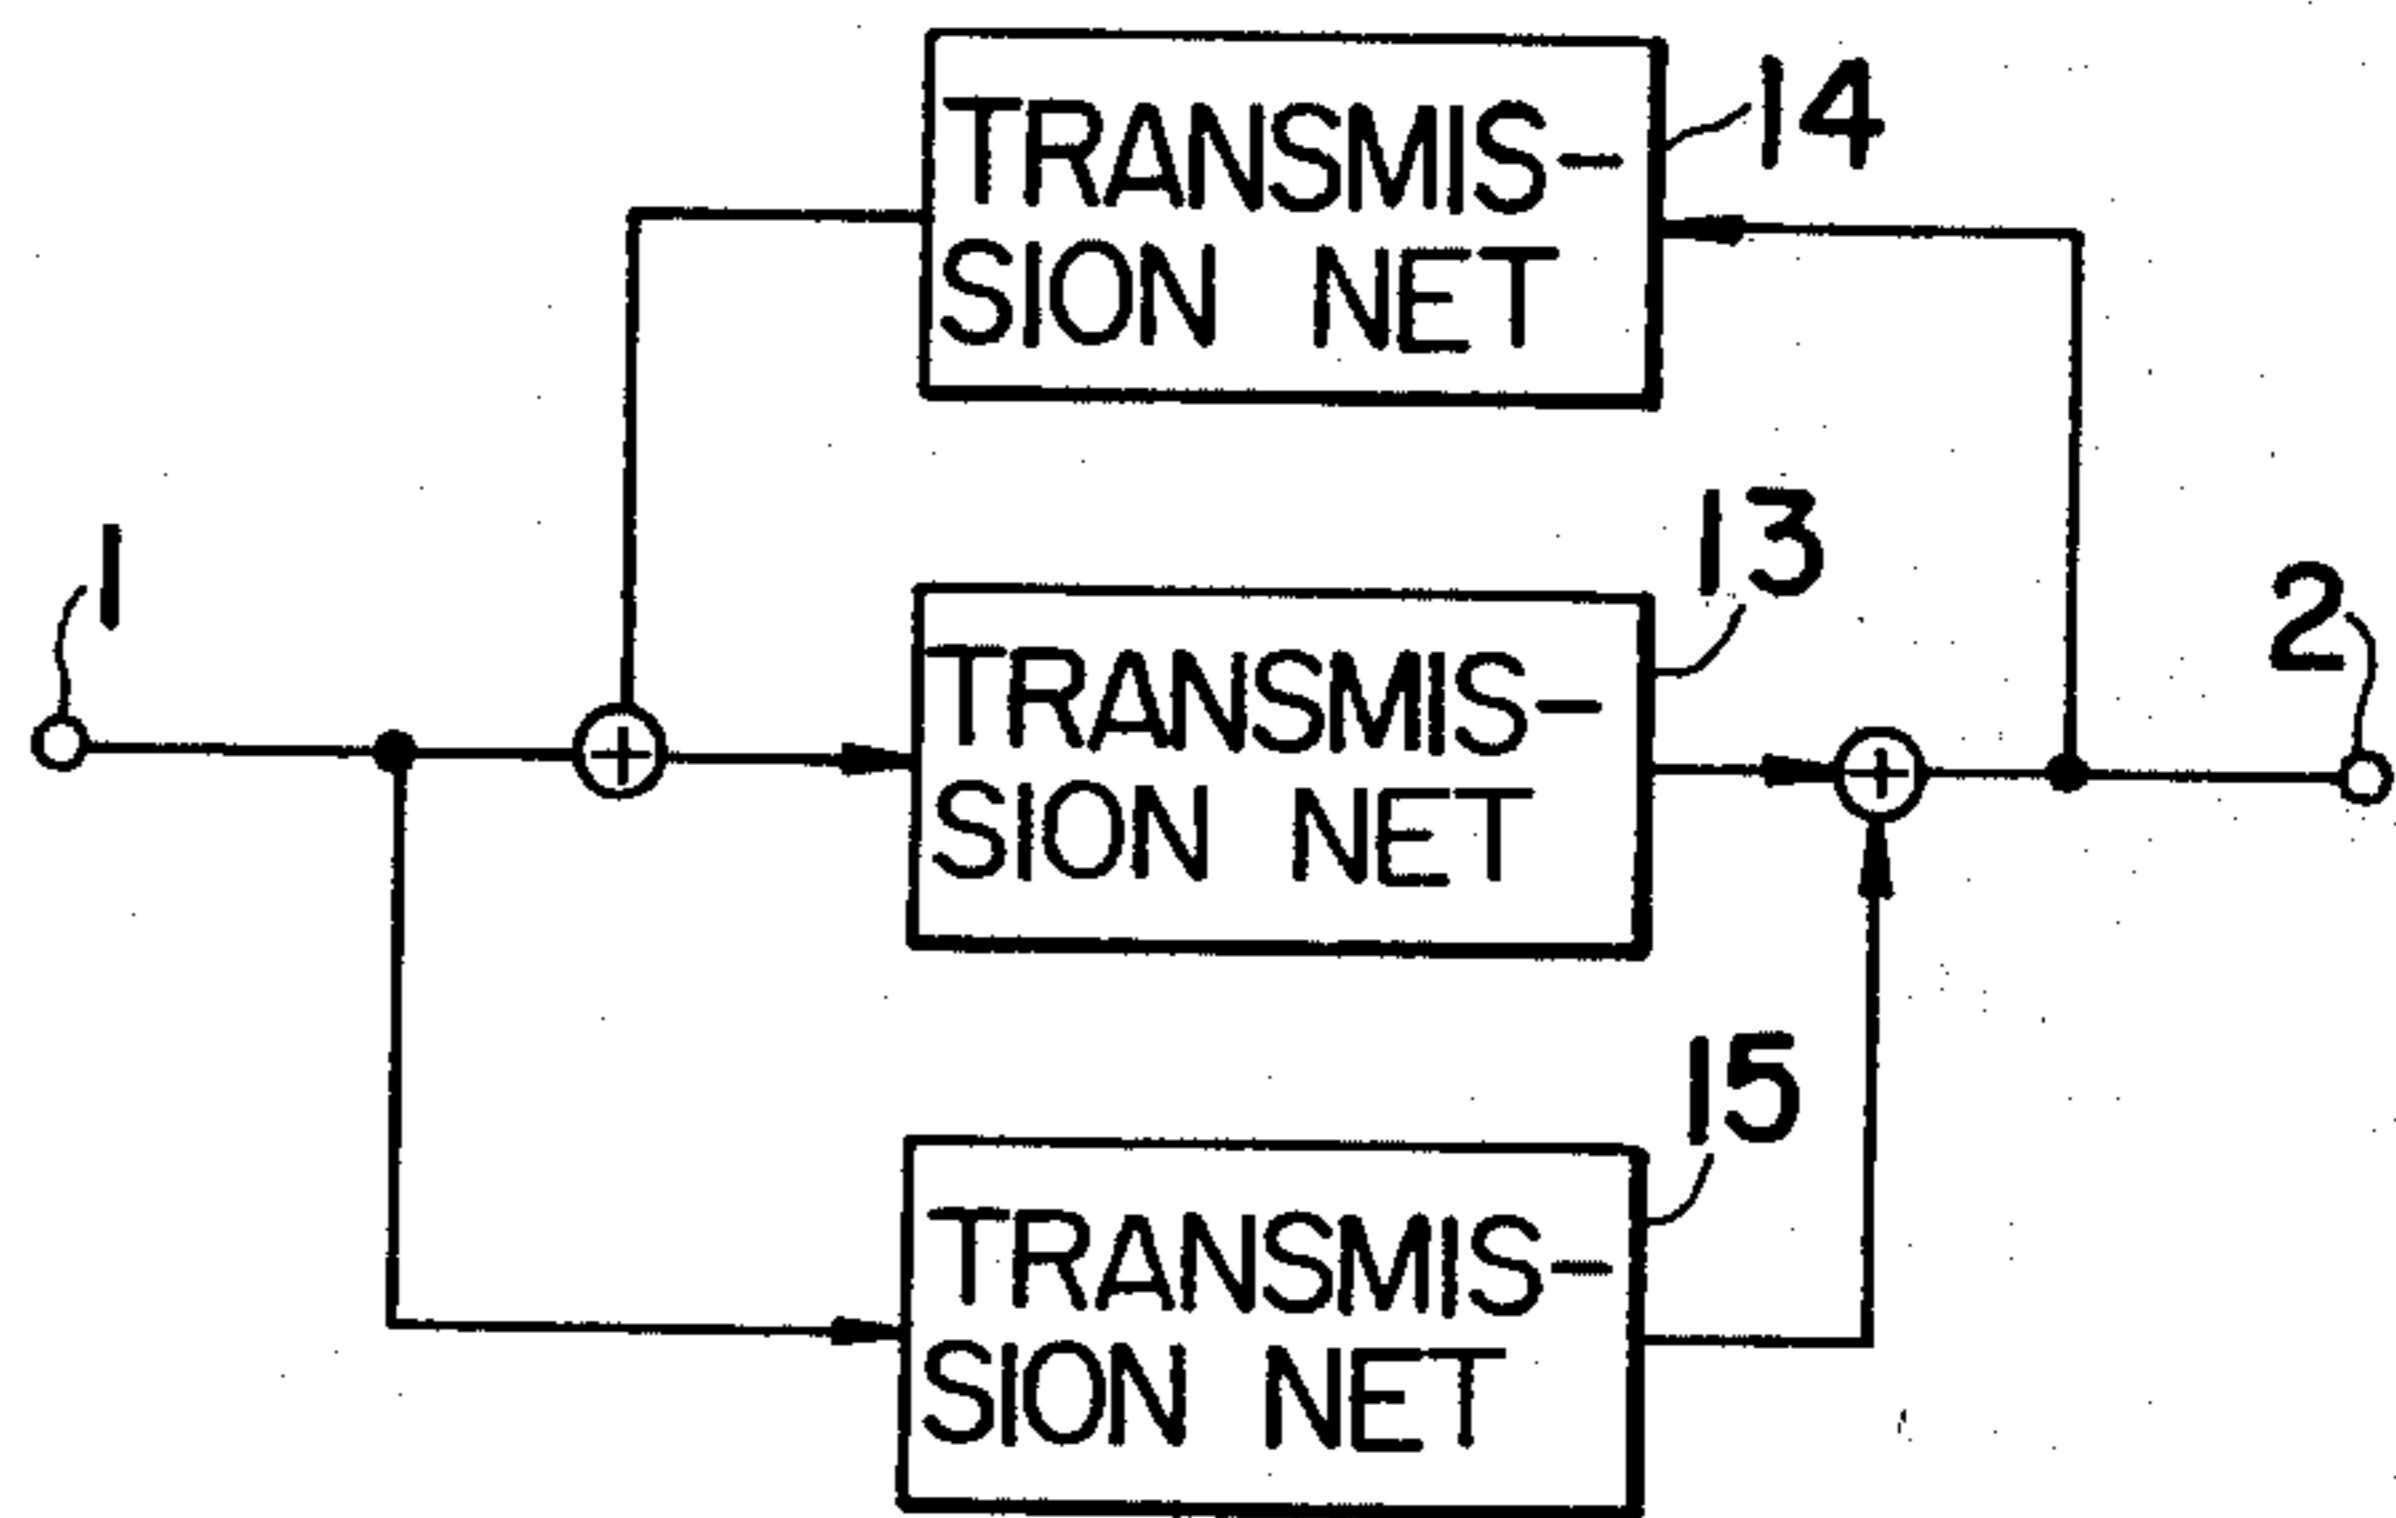 TRANSMIS-
SION NET
14
1
TRANSMIS-
SION NET
13
2
TRANSMIS-
SION NET
15